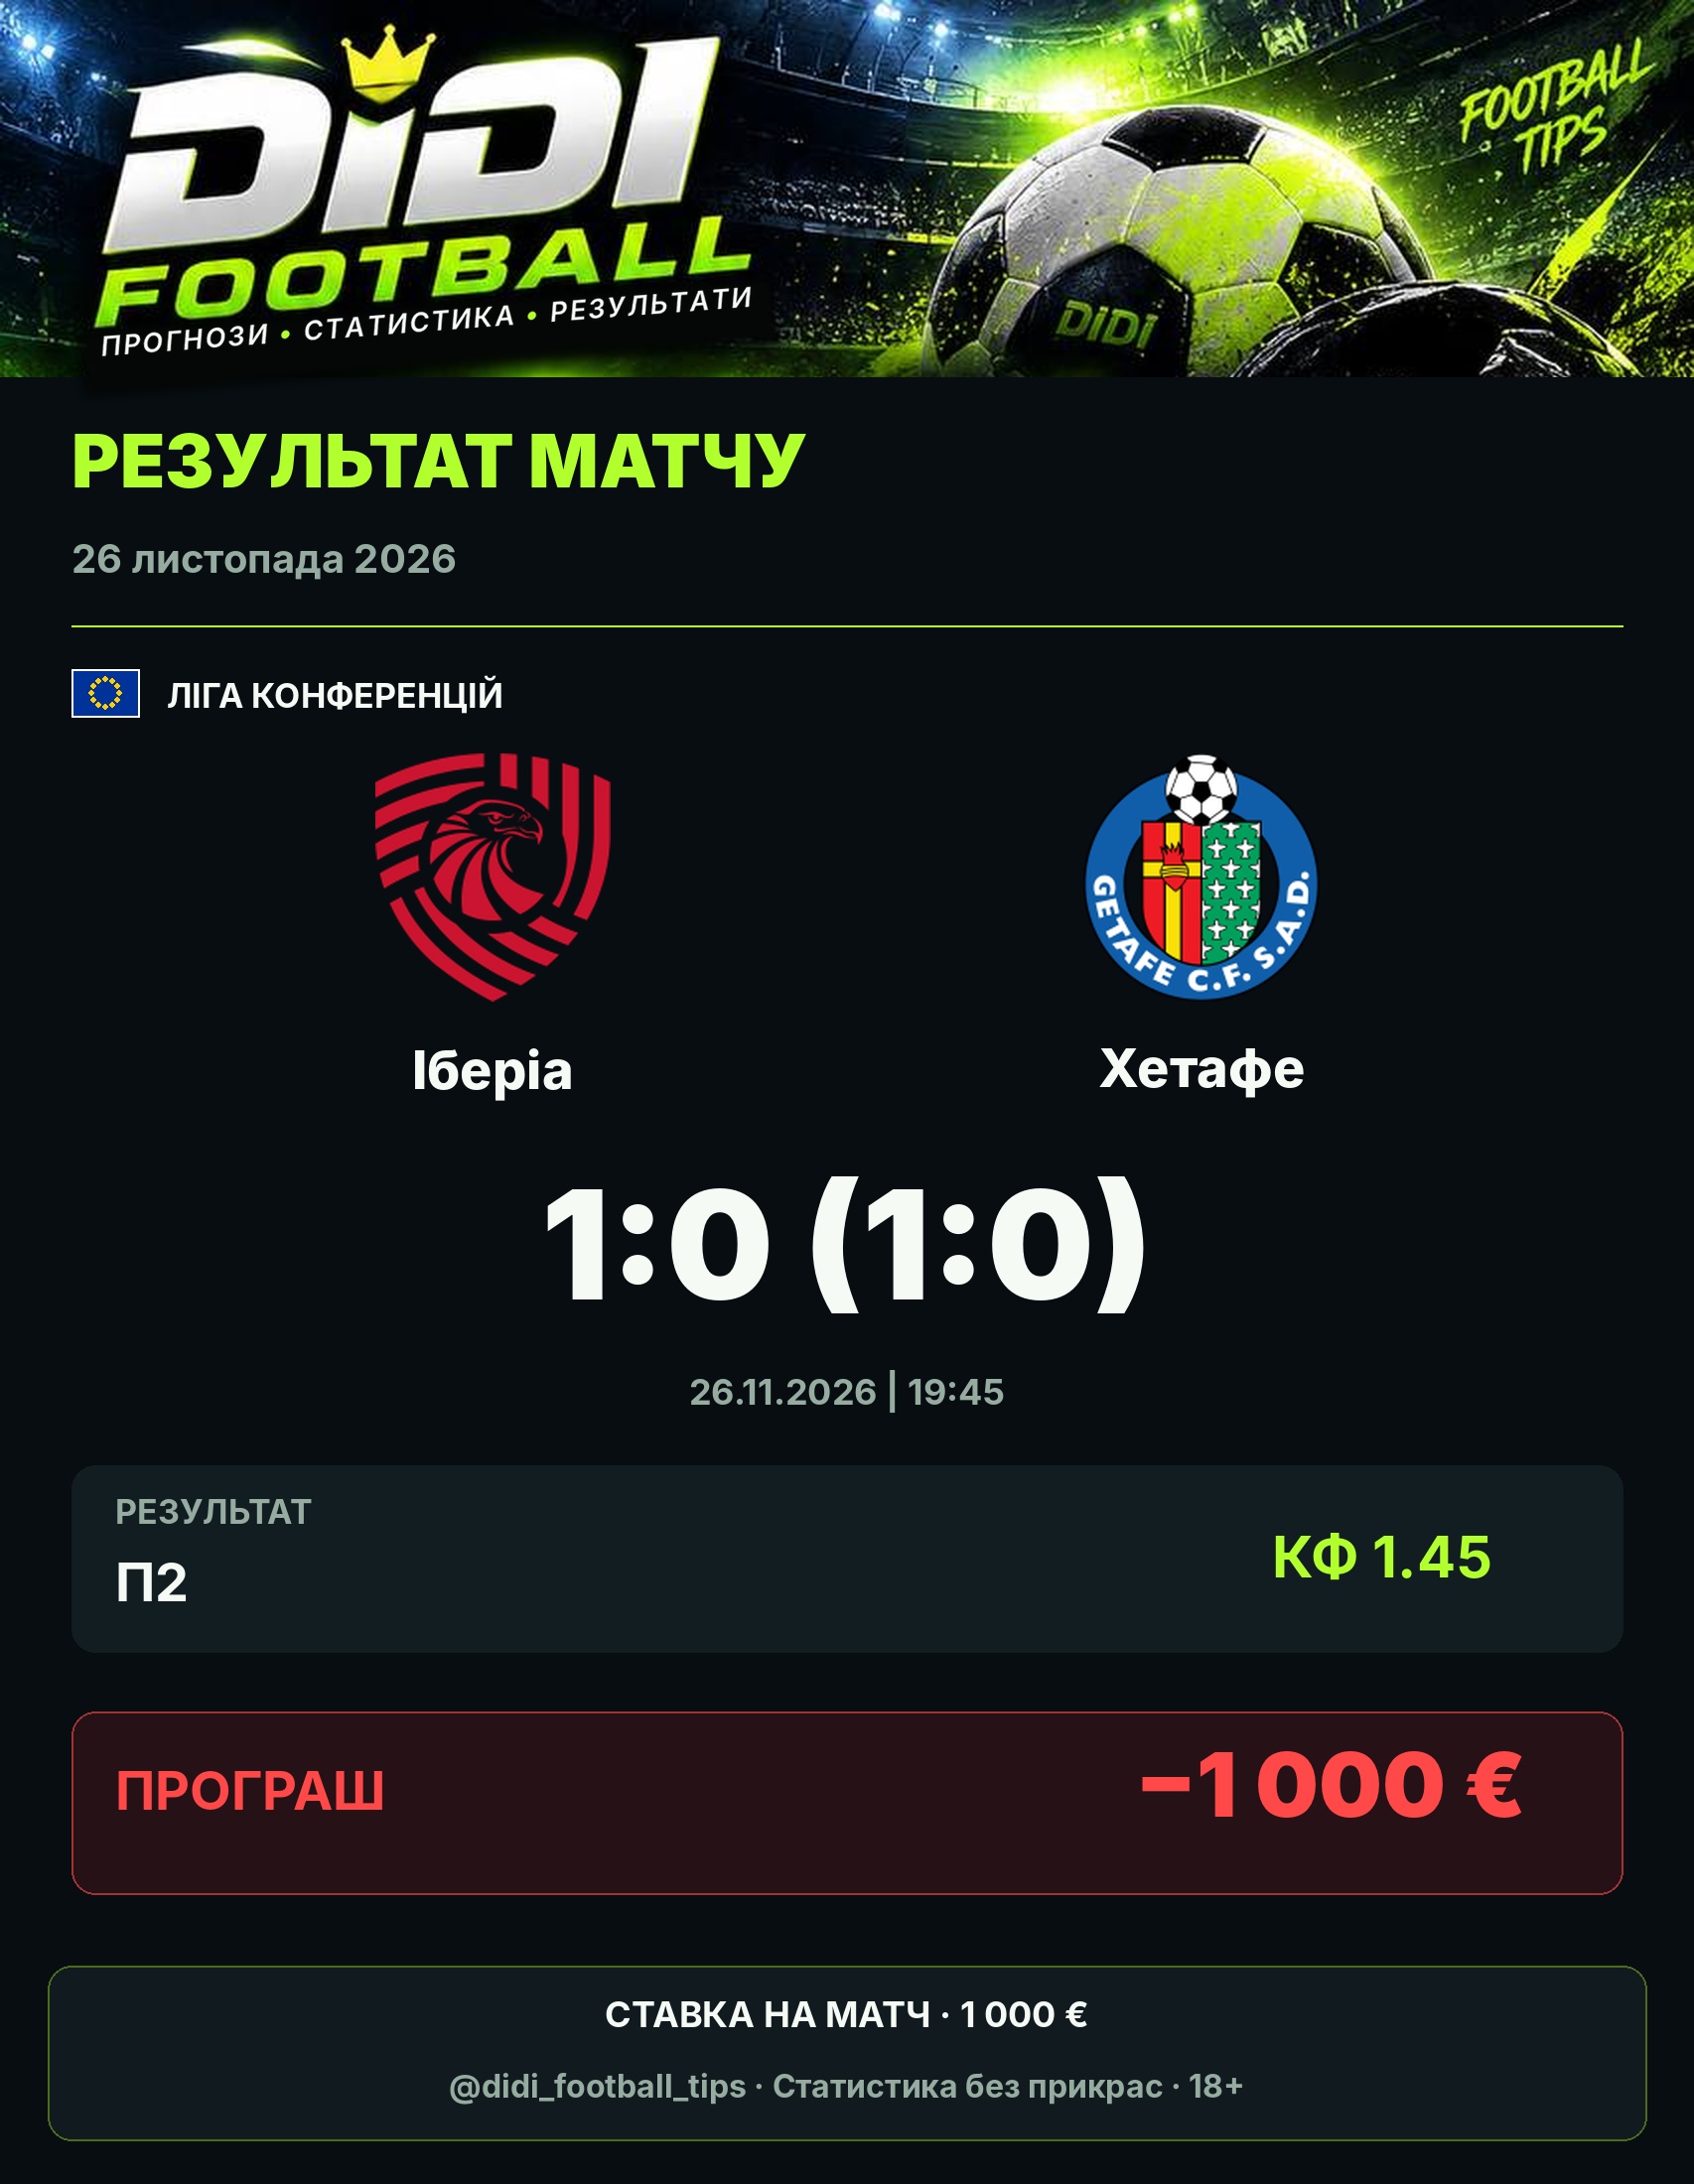 DiDi
FOOTBALL
ПРОГНОЗИ • СТАТИСТИКА • РЕЗУЛЬТАТИ
FOOTBALL
TIPS
DIDI
РЕЗУЛЬТАТ МАТЧУ
26 листопада 2026
ЛІГА КОНФЕРЕНЦІЙ
GETAFE C.F. S.A.D.
Іберіа
Хетафе
1:0 (1:0)
26.11.2026 | 19:45
РЕЗУЛЬТАТ
П2
КФ 1.45
ПРОГРАШ
−1 000 €
СТАВКА НА МАТЧ · 1 000 €
@didi_football_tips · Статистика без прикрас · 18+